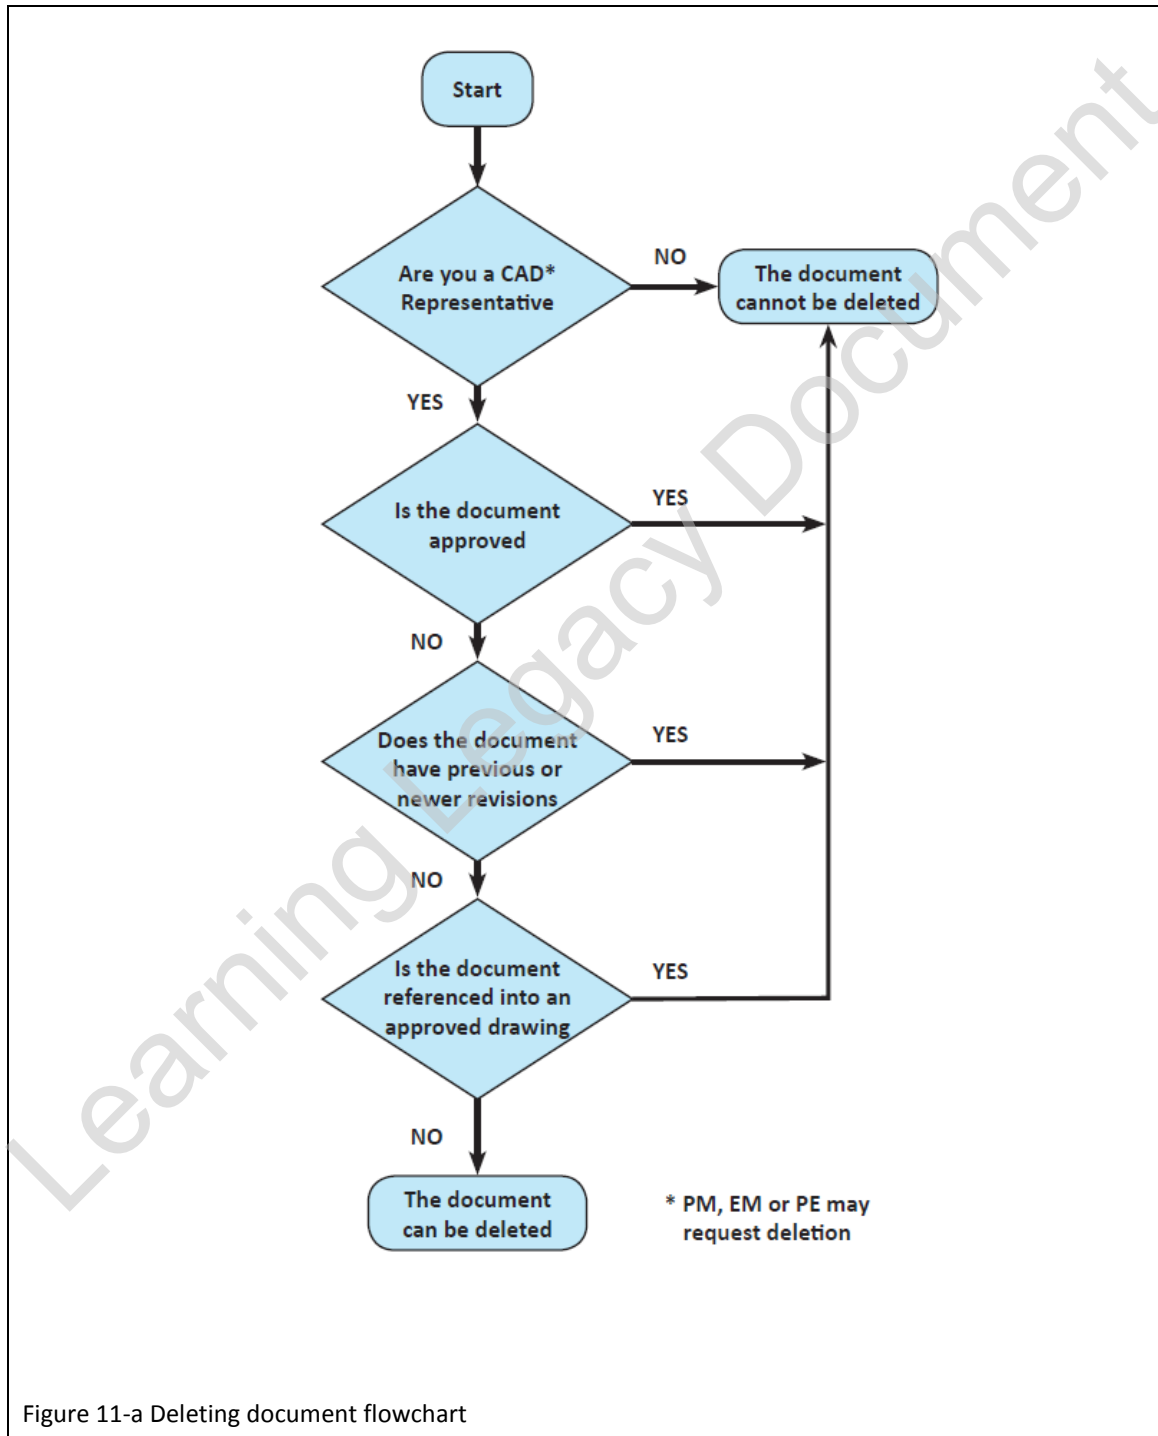 Start
Are you a CAD*
Representative
NO
The document
cannot be deleted
YES
Is the document
approved
YES
NO
Does the document
have previous or
newer revisions
YES
NO
Is the document
referenced into an
approved drawing
YES
NO
The document
can be deleted
* PM, EM or PE may
request deletion
Learning Legacy Document
Figure 11-a Deleting document flowchart